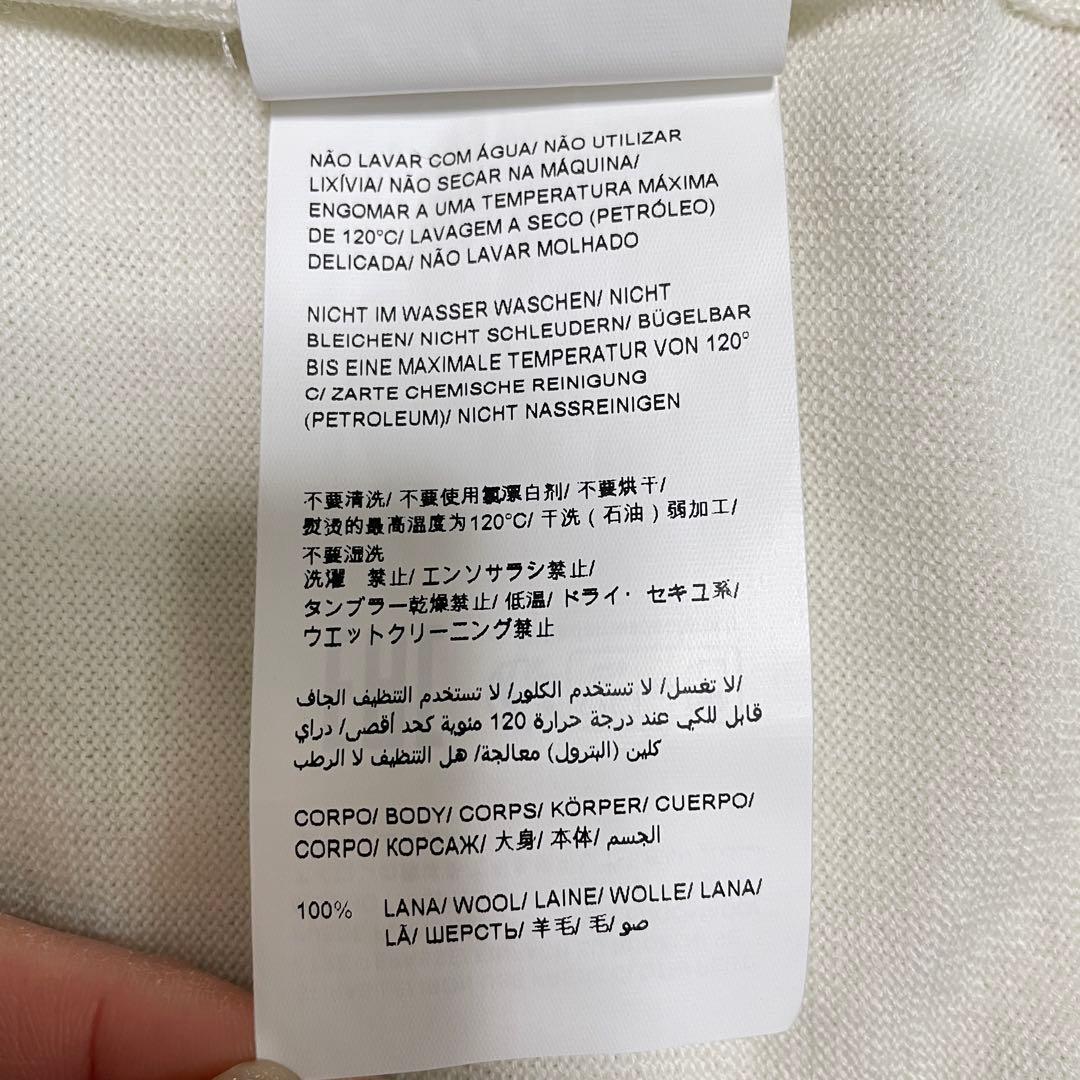 NÃO LAVAR COM ÁGUA/ NÃO UTILIZAR
LIXÍVIA/ NÃO SECAR NA MÁQUINA/
ENGOMAR A UMA TEMPERATURA MÁXIMA
DE 120°C/ LAVAGEM A SECO (PETRÓLEO)
DELICADA/ NÃO LAVAR MOLHADO
NICHT IM WASSER WASCHEN/ NICHT
BLEICHEN/ NICHT SCHLEUDERN/ BÜGELBAR
BIS EINE MAXIMALE TEMPERATUR VON 120°
C/ ZARTE CHEMISCHE REINIGUNG
(PETROLEUM)/ NICHT NASSREINIGEN
不要清洗/ 不要使用氯漂白剂/ 不要烘干/
熨烫的最高温度为120°C/ 干洗（石油）弱加工/
不要湿洗
洗濯　禁止/ エンソサラシ禁止/
タンブラー乾燥禁止/ 低温/ ドライ・ セキユ系/
ウエットクリーニング禁止
لا تغسل/ لا تستخدم الكلور/ لا تستخدم التنظيف الجاف/
قابل للكي عند درجة حرارة 120 مئوية كحد أقصى/ دراي
كلين (البترول) معالجة/ هل التنظيف لا الرطب
CORPO/ BODY/ CORPS/ KÖRPER/ CUERPO/
CORPO/ КОРСАЖ/ 大身/ 本体/ الجسم
100% LANA/ WOOL/ LAINE/ WOLLE/ LANA/
LÃ/ ШЕРСТЬ/ 羊毛/ 毛/ صو